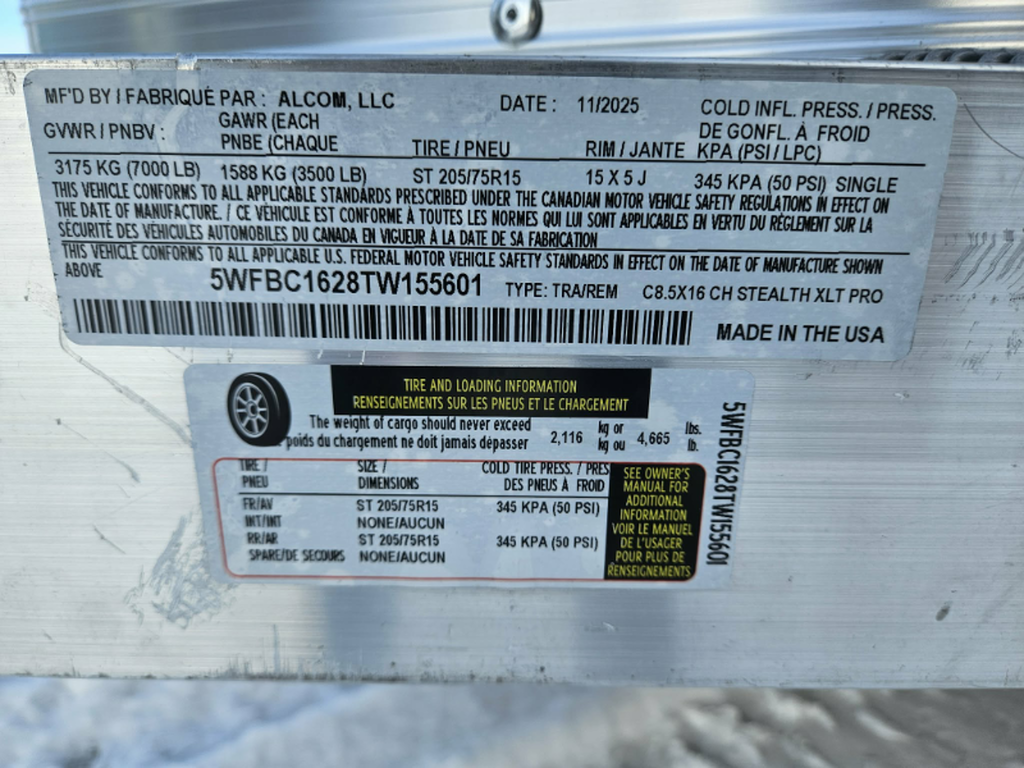 MF'D BY / FABRIQUÉ PAR : ALCOM, LLC DATE : 11/2025 COLD INFL. PRESS. / PRESS.
GVWR / PNBV : GAWR (EACH DE GONFL. À FROID
PNBE (CHAQUE TIRE / PNEU RIM / JANTE KPA (PSI / LPC)
3175 KG (7000 LB) 1588 KG (3500 LB) ST 205/75R15 15 X 5 J 345 KPA (50 PSI) SINGLE
THIS VEHICLE CONFORMS TO ALL APPLICABLE STANDARDS PRESCRIBED UNDER THE CANADIAN MOTOR VEHICLE SAFETY REGULATIONS IN EFFECT ON
THE DATE OF MANUFACTURE. / CE VÉHICULE EST CONFORME À TOUTES LES NORMES QUI LUI SONT APPLICABLES EN VERTU DU RÈGLEMENT SUR LA
SÉCURITÉ DES VÉHICULES AUTOMOBILES DU CANADA EN VIGUEUR À LA DATE DE SA FABRICATION
THIS VEHICLE CONFORMS TO ALL APPLICABLE U.S. FEDERAL MOTOR VEHICLE SAFETY STANDARDS IN EFFECT ON THE DATE OF MANUFACTURE SHOWN
ABOVE
5WFBC1628TW155601 TYPE: TRA/REM C8.5X16 CH STEALTH XLT PRO
MADE IN THE USA
TIRE AND LOADING INFORMATION
RENSEIGNEMENTS SUR LES PNEUS ET LE CHARGEMENT
The weight of cargo should never exceed kg or lbs.
poids du chargement ne doit jamais dépasser 2,116 kg ou 4,665 lb.
TIRE / SIZE / COLD TIRE PRESS. / PRES
PNEU DIMENSIONS DES PNEUS À FROID
FR/AV ST 205/75R15 345 KPA (50 PSI)
INT/INT NONE/AUCUN
RR/AR ST 205/75R15 345 KPA (50 PSI)
SPARE/DE SECOURS NONE/AUCUN
SEE OWNER'S
MANUAL FOR
ADDITIONAL
INFORMATION
VOIR LE MANUEL
DE L'USAGER
POUR PLUS DE
RENSEIGNEMENTS
5WFBC1628TW155601